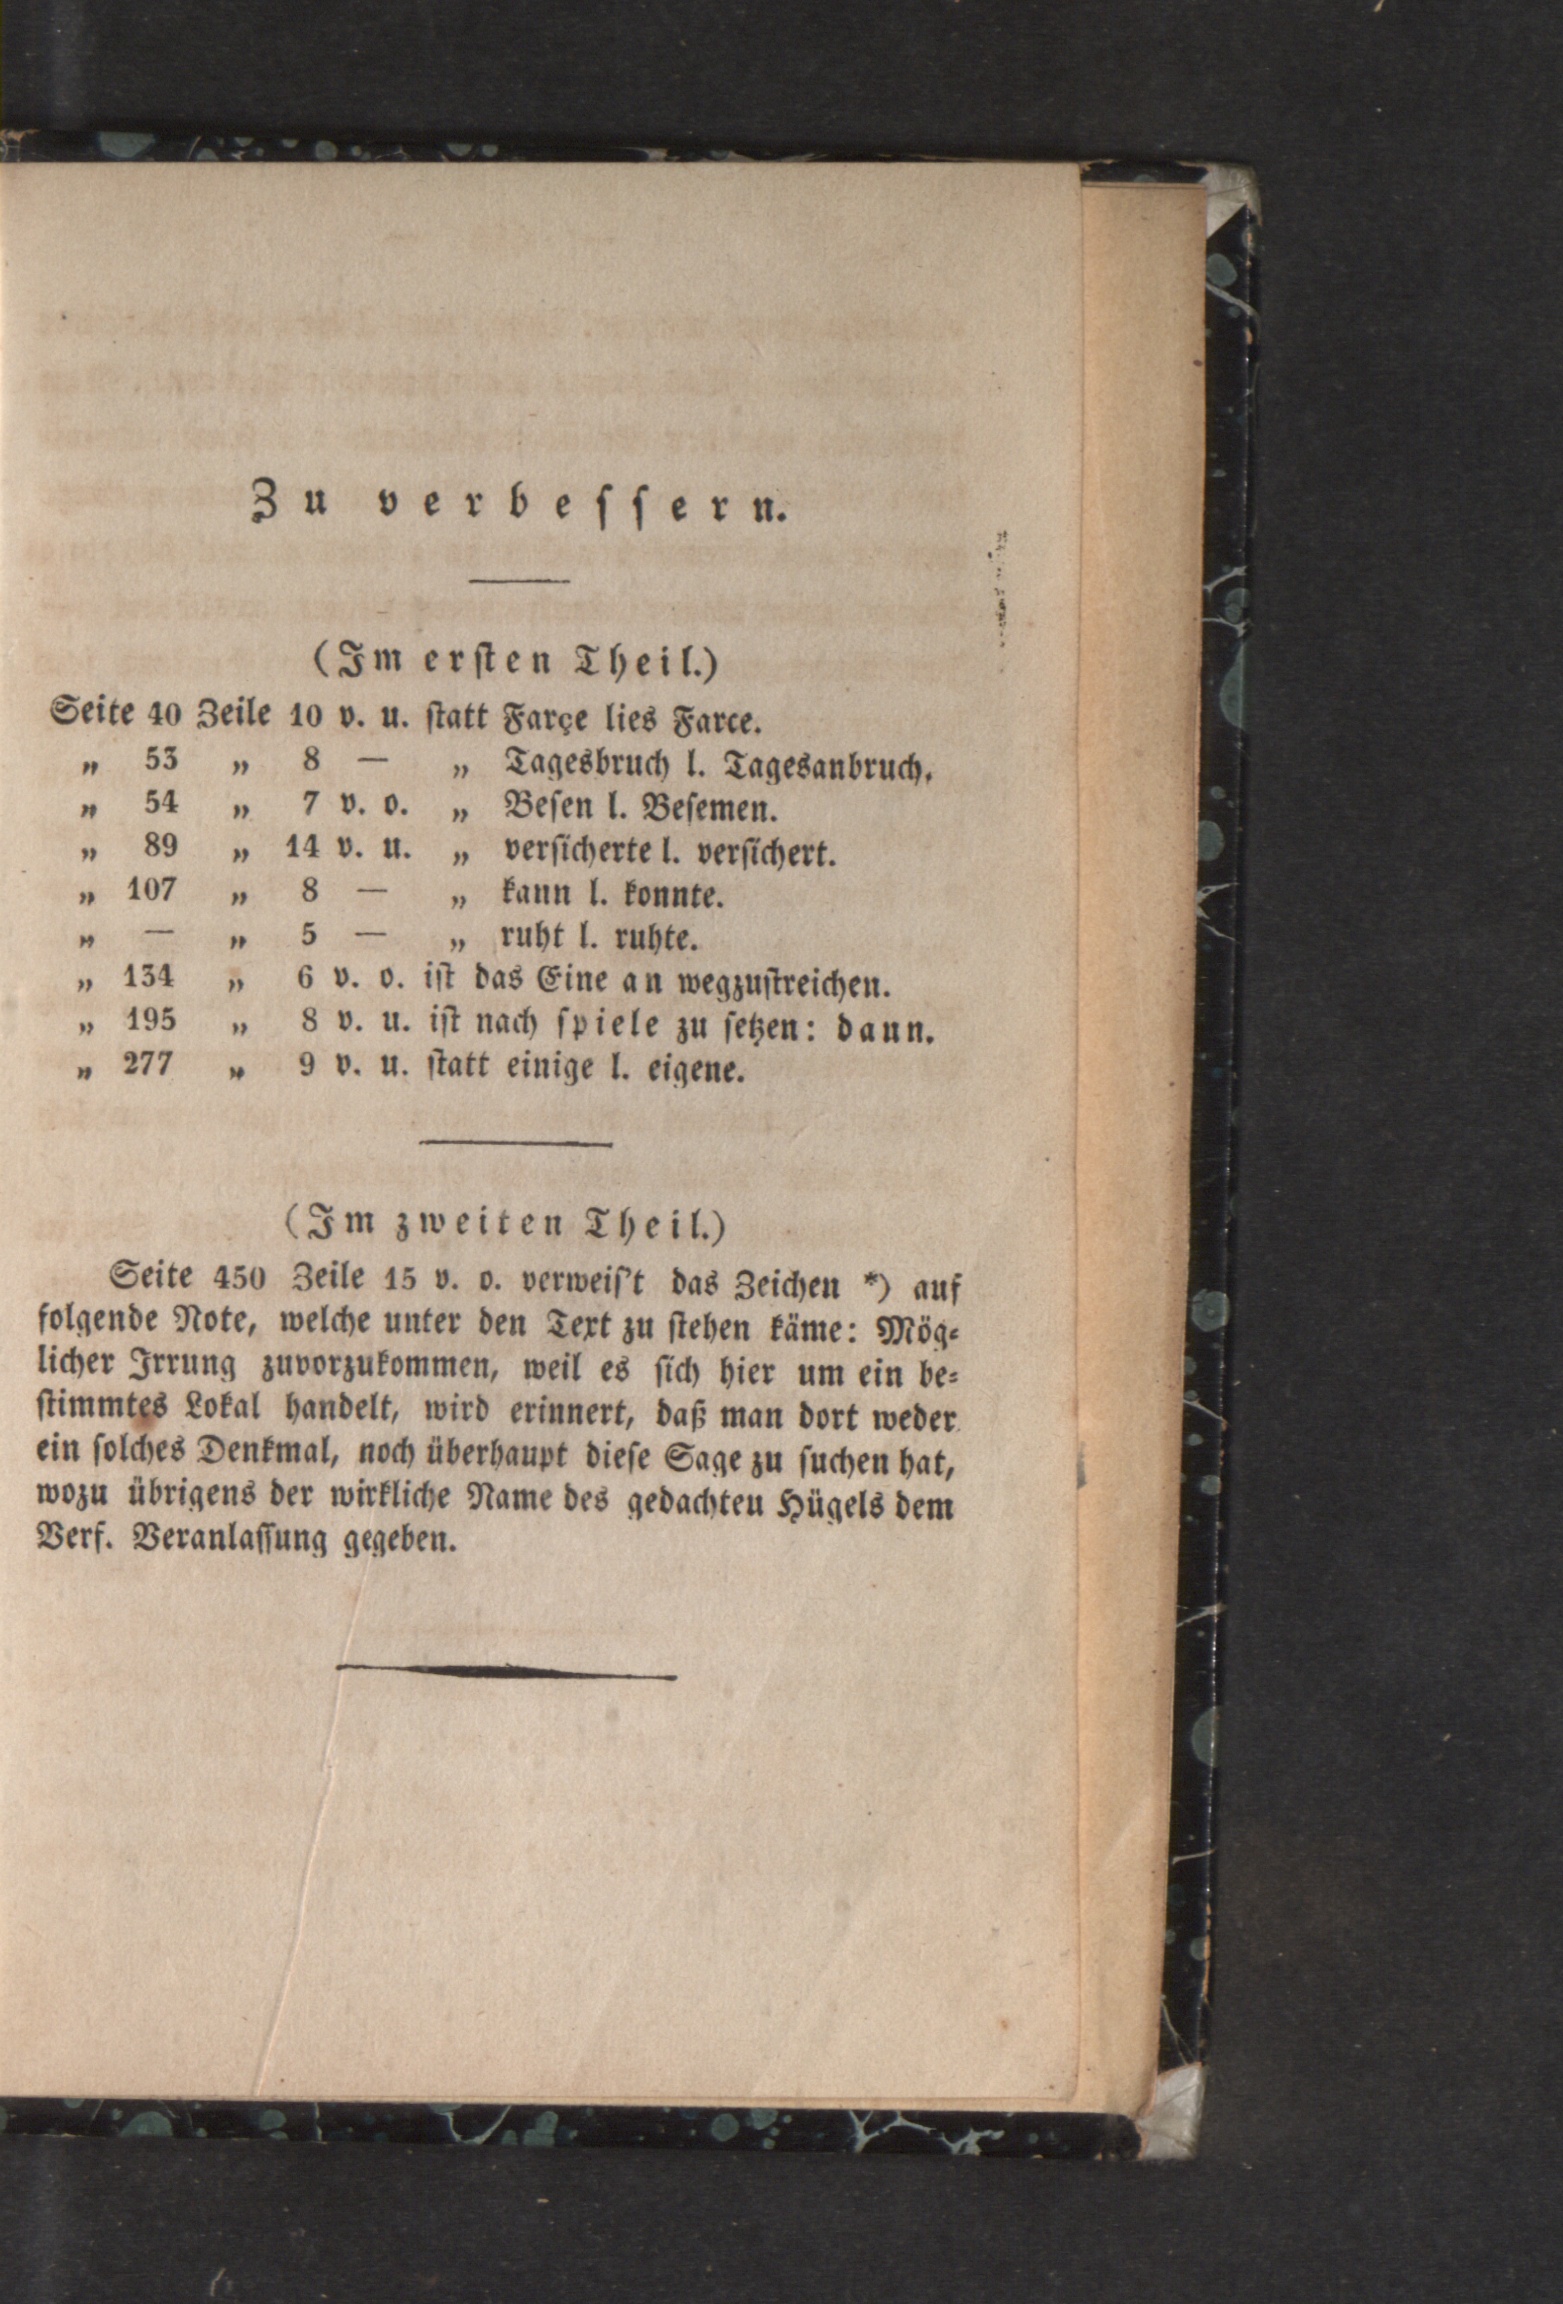 Zu verbeſſern.
(Im erſten Theil.)
Seite 40 Zeile 10 v. u. ſtatt Farçe lies Farce.
„ 53 „ 8 — „ Tagesbruch l. Tagesanbruch.
„ 54 „ 7 v. o. „ Beſen l. Beſemen.
„ 89 „ 14 v. u. „ verſicherte l. verſichert.
„ 107 „ 8 — „ kann l. konnte.
„ — „ 5 — „ ruht l. ruhte.
„ 134 „ 6 v. o. iſt das Eine an wegzuſtreichen.
„ 195 „ 8 v. u. iſt nach ſpiele zu ſetzen: dann.
„ 277 „ 9 v. u. ſtatt einige l. eigene.
(Im zweiten Theil.)
Seite 450 Zeile 15 v. o. verweiſ't das Zeichen *) auf
folgende Note, welche unter den Text zu ſtehen käme: Mög⸗
licher Irrung zuvorzukommen, weil es ſich hier um ein be⸗
ſtimmtes Lokal handelt, wird erinnert, daß man dort weder
ein ſolches Denkmal, noch überhaupt dieſe Sage zu ſuchen hat,
wozu übrigens der wirkliche Name des gedachten Hügels dem
Verf. Veranlaſſung gegeben.